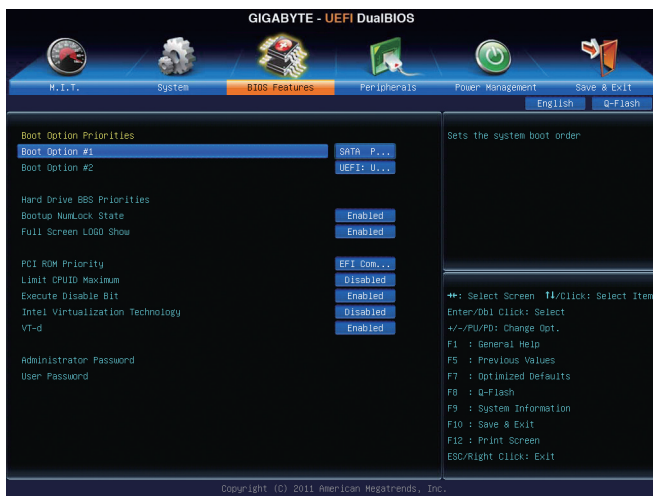 GIGABYTE - UEFI DualBIOS
M.I.T. System BIOS Features Peripherals Power Management Save & Exit
English Q-Flash
Boot Option Priorities
Boot Option #1 SATA P...
Boot Option #2 UEFI: U...
Hard Drive BBS Priorities
Bootup NumLock State Enabled
Full Screen LOGO Show Enabled
PCI ROM Priority EFI Com...
Limit CPUID Maximum Disabled
Execute Disable Bit Enabled
Intel Virtualization Technology Disabled
VT-d Enabled
Administrator Password
User Password
Sets the system boot order
→←: Select Screen ↑↓/Click: Select Item
Enter/Dbl Click: Select
+/-/PU/PD: Change Opt.
F1 : General Help
F5 : Previous Values
F7 : Optimized Defaults
F8 : Q-Flash
F9 : System Information
F10 : Save & Exit
F12 : Print Screen
ESC/Right Click: Exit
Copyright (C) 2011 American Megatrends, Inc.